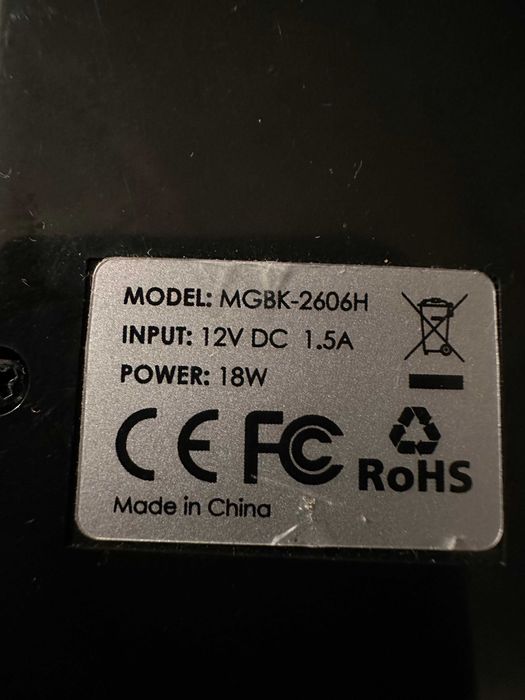 MODEL: MGBK-2606H
INPUT: 12V DC 1.5A
POWER: 18W
CE FC
RoHS
Made in China